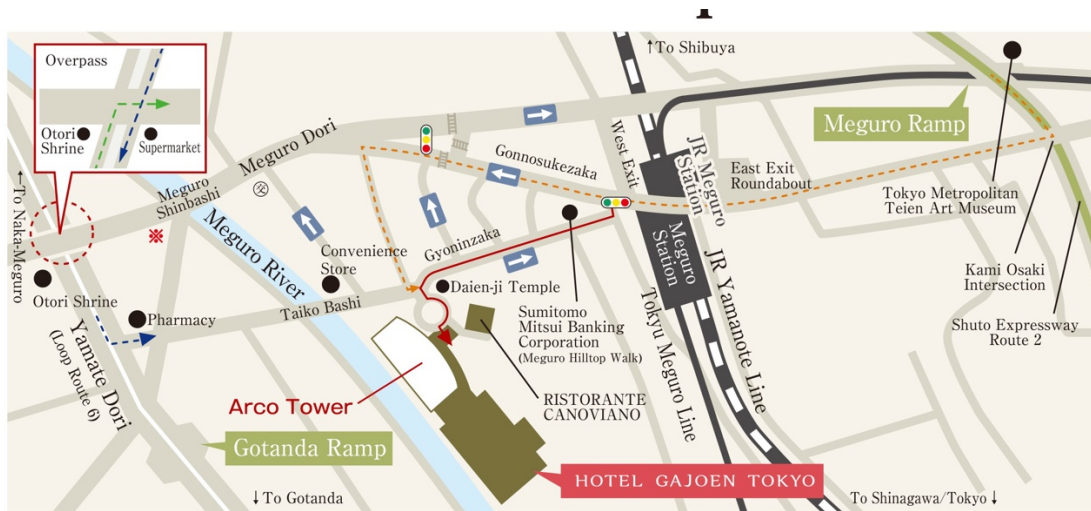 Overpass
Otori
Shrine
Supermarket
↑To Shibuya
Meguro Ramp
Meguro Dori
Gonnosukezaka
West Exit
JR Meguro
Station
East Exit
Roundabout
Tokyo Metropolitan
Teien Art Museum
↑To Naka-Meguro
Meguro
Shinbashi
文
※
Meguro River
Convenience
Store
Gyoninzaka
Meguro
Station
Kami Osaki
Intersection
Otori Shrine
Pharmacy
Taiko Bashi
Daien-ji Temple
Sumitomo
Mitsui Banking
Corporation
(Meguro Hilltop Walk)
Tokyu Meguro Line
JR Yamanote Line
Shuto Expressway
Route 2
Yamate Dori
(Loop Route 6)
Arco Tower
RISTORANTE
CANOVIANO
Gotanda Ramp
HOTEL GAJOEN TOKYO
↓To Gotanda
To Shinagawa/Tokyo↓